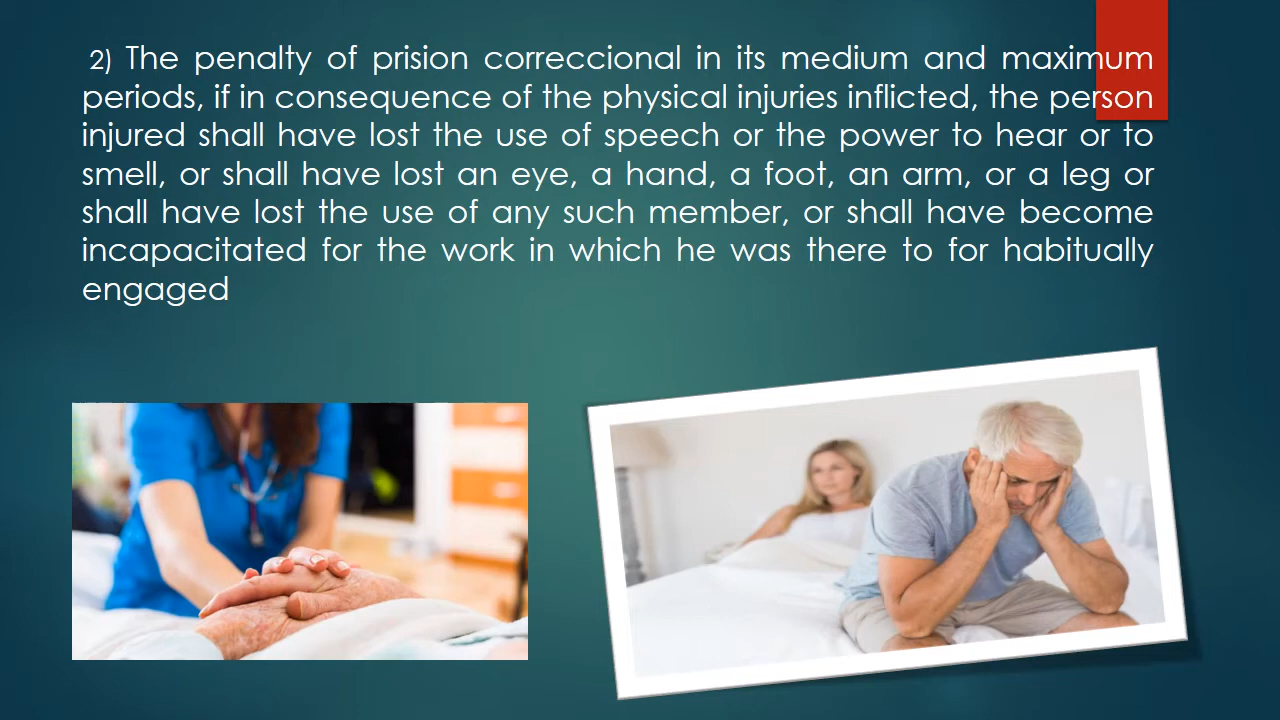 2) The penalty of prision correccional in its medium and maximum
periods, if in consequence of the physical injuries inflicted, the person
injured shall have lost the use of speech or the power to hear or to
smell, or shall have lost an eye, a hand, a foot, an arm, or a leg or
shall have lost the use of any such member, or shall have become
incapacitated for the work in which he was there to for habitually
engaged